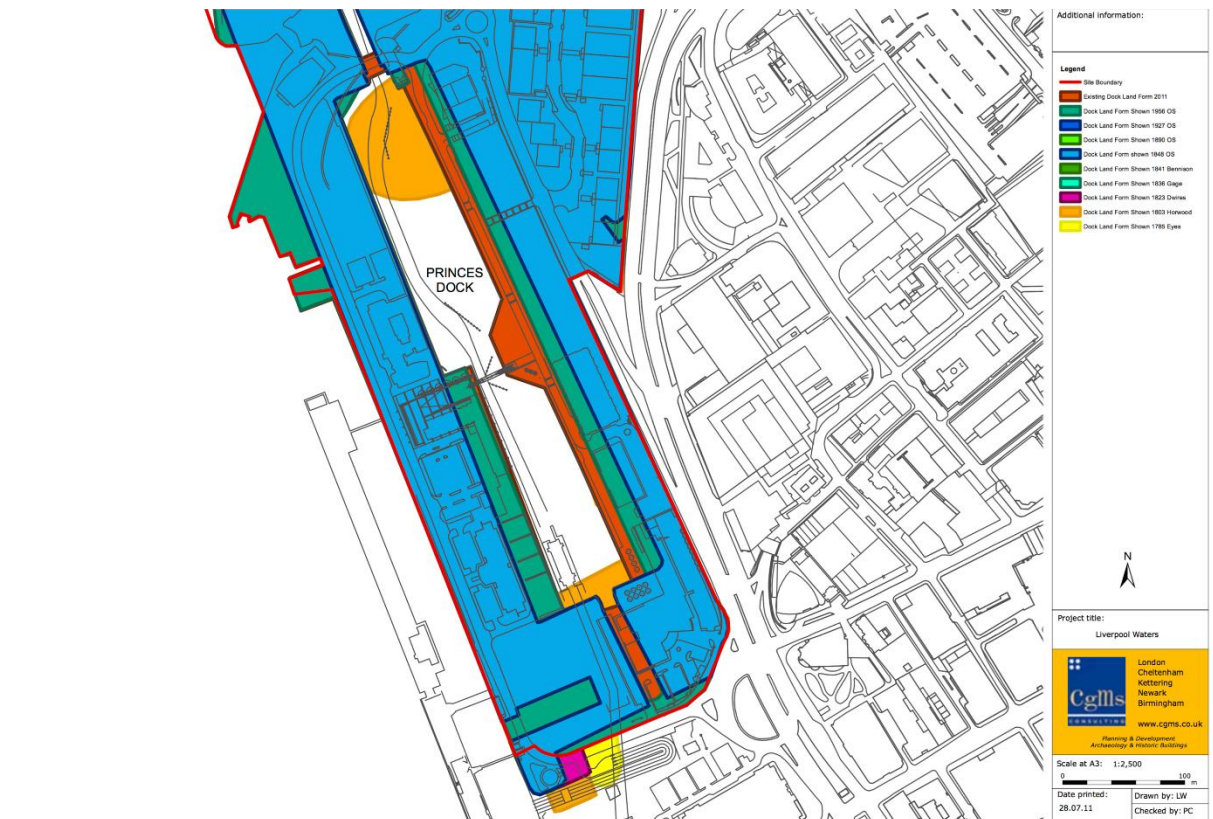 PRINCES
DOCK
Additional information:
Legend
Site Boundary
Existing Dock Land Form 2011
Dock Land Form Shown 1956 OS
Dock Land Form Shown 1927 OS
Dock Land Form Shown 1890 OS
Dock Land Form shown 1848 OS
Dock Land Form Shown 1841 Bennison
Dock Land Form Shown 1836 Gage
Dock Land Form Shown 1823 Dwires
Dock Land Form Shown 1803 Horwood
Dock Land Form Shown 1785 Eyes
N
Project title:
Liverpool Waters
CgMs
CONSULTING
London
Cheltenham
Kettering
Newark
Birmingham
www.cgms.co.uk
Planning & Development
Archaeology & Historic Buildings
Scale at A3: 1:2,500
0 100
m
Date printed:
28.07.11
Drawn by: LW
Checked by: PC